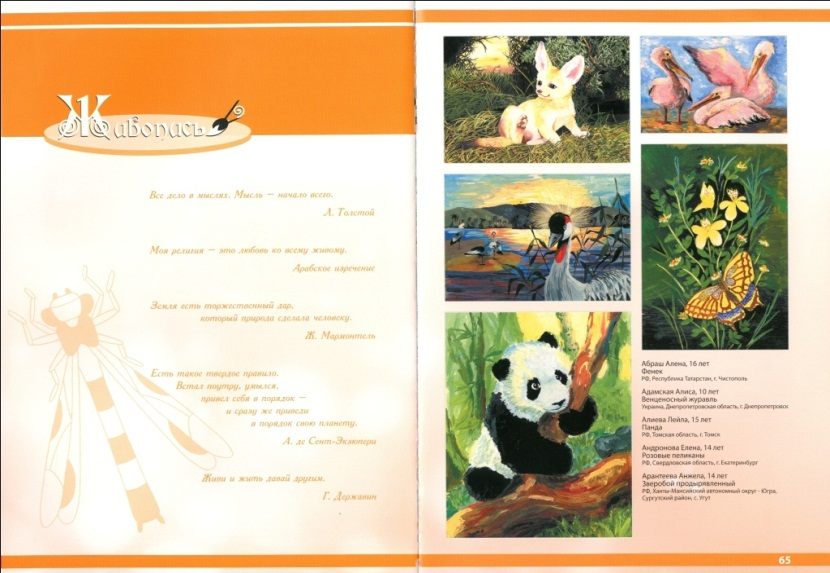 Живопись
Все дело в мыслях. Мысль – начало всего.
Л. Толстой
Моя религия – это любовь ко всему живому.
Арабское изречение
Земля есть торжественный дар,
который природа сделала человеку.
Ж. Мармонтель
Есть такое твердое правило.
Встал поутру, умылся,
привел себя в порядок –
и сразу же приведи
в порядок свою планету.
А. де Сент-Экзюпери
Живи и жить давай другим.
Г. Державин
Абраш Алена, 16 лет
Фенек
РФ, Республика Татарстан, г. Чистополь
Адамская Алиса, 10 лет
Венценосный журавль
Украина, Днепропетровская область, г. Днепропетровск
Алиева Лейла, 15 лет
Панда
РФ, Томская область, г. Томск
Андронова Елена, 14 лет
Розовые пеликаны
РФ, Свердловская область, г. Екатеринбург
Арантеева Анжела, 14 лет
Зверобой продырявленный
РФ, Ханты-Мансийский автономный округ - Югра,
Сургутский район, с. Угут
65